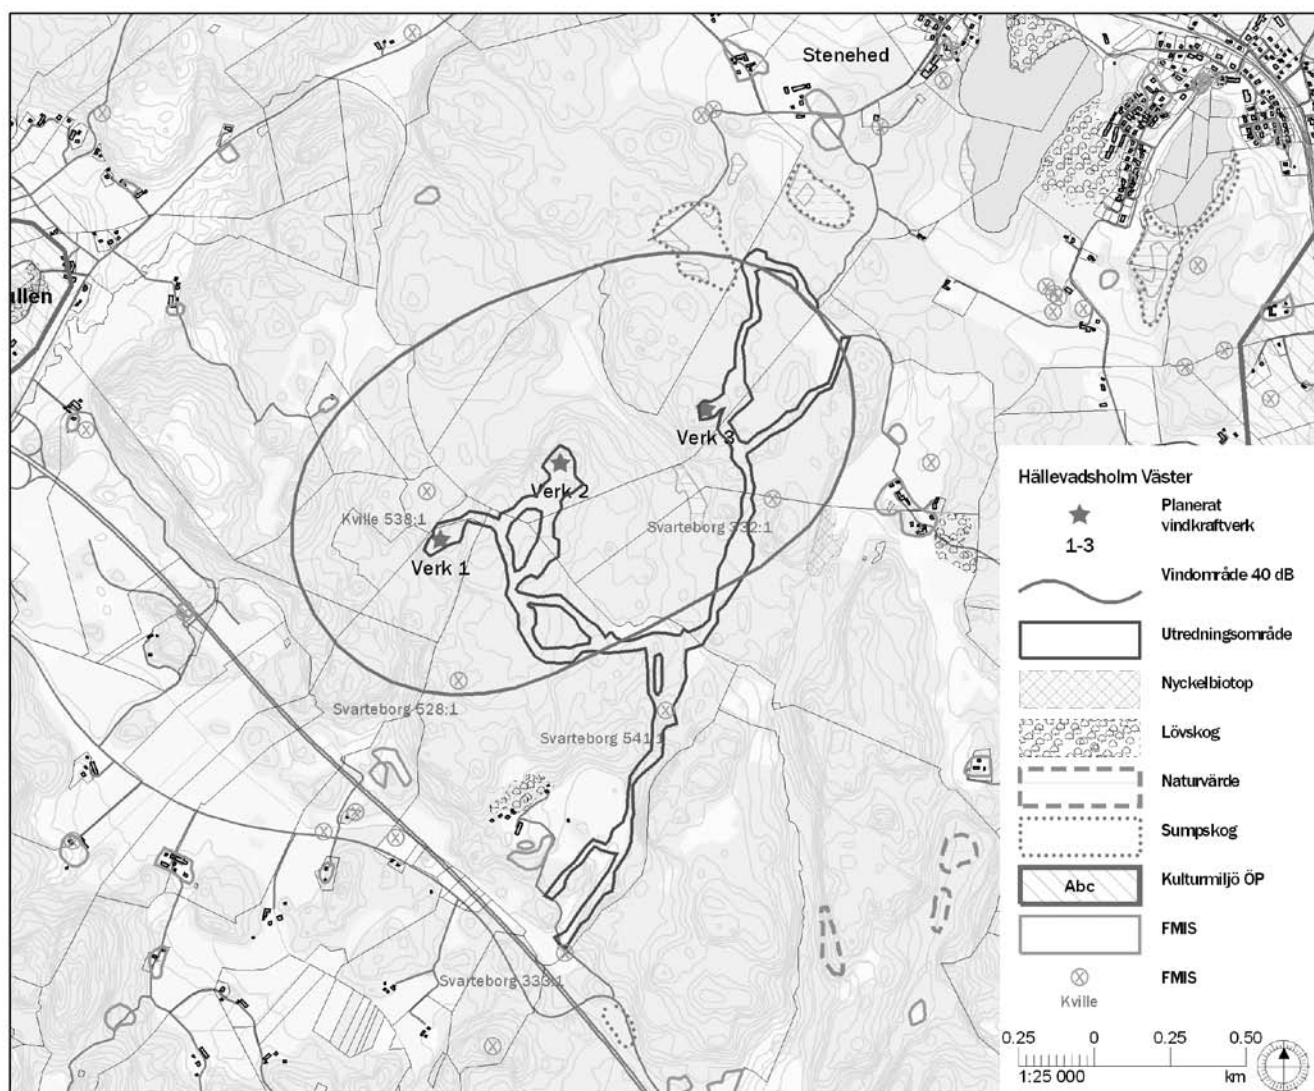 Stenehed
ullen
Verk 3
Verk 2
Kville 538:1
Svarteborg 332:1
Verk 1
Svarteborg 528:1
Svarteborg 541:1
Svarteborg 333:1
Hällevadsholm Väster
Planerat
vindkraftverk
1-3
Vindområde 40 dB
Utredningsområde
Nyckelbiotop
Lövskog
Naturvärde
Sumpskog
Abc
Kulturmiljö ÖP
FMIS
FMIS
Kville
0.25 0 0.25 0.50
1:25 000 km